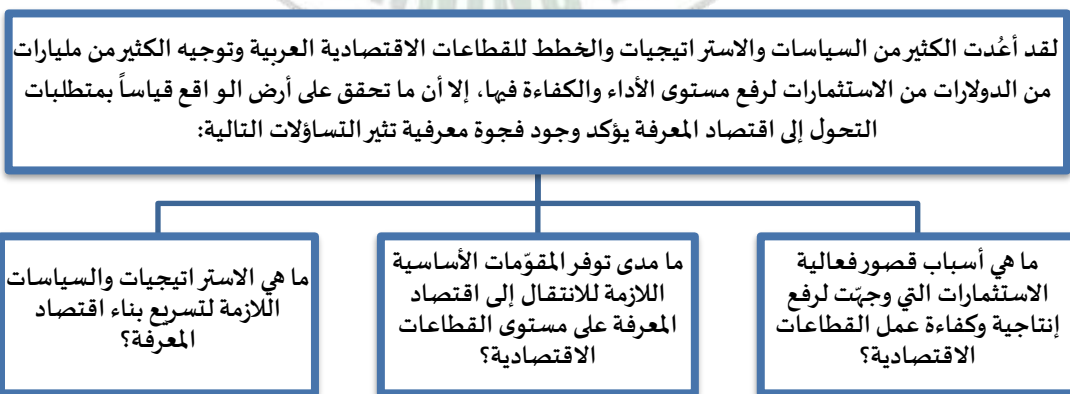 لقد أعُدت الكثير من السياسات والاستراتيجيات والخطط للقطاعات الاقتصادية العربية وتوجيه الكثير من مليارات
من الدولارات من الاستثمارات لرفع مستوى الأداء والكفاءة فيها، إلا أن ما تحقق على أرض الواقع قياساً بمتطلبات
التحول إلى اقتصاد المعرفة يؤكد وجود فجوة معرفية تثير التساؤلات التالية:
ما هي أسباب قصور فعالية
الاستثمارات التي وجهّت لرفع
إنتاجية وكفاءة عمل القطاعات
الاقتصادية؟
ما مدى توفر المقوّمات الأساسية
اللازمة للانتقال إلى اقتصاد
المعرفة على مستوى القطاعات
الاقتصادية؟
ما هي الاستراتيجيات والسياسات
اللازمة لتسريع بناء اقتصاد
المعّرفة؟